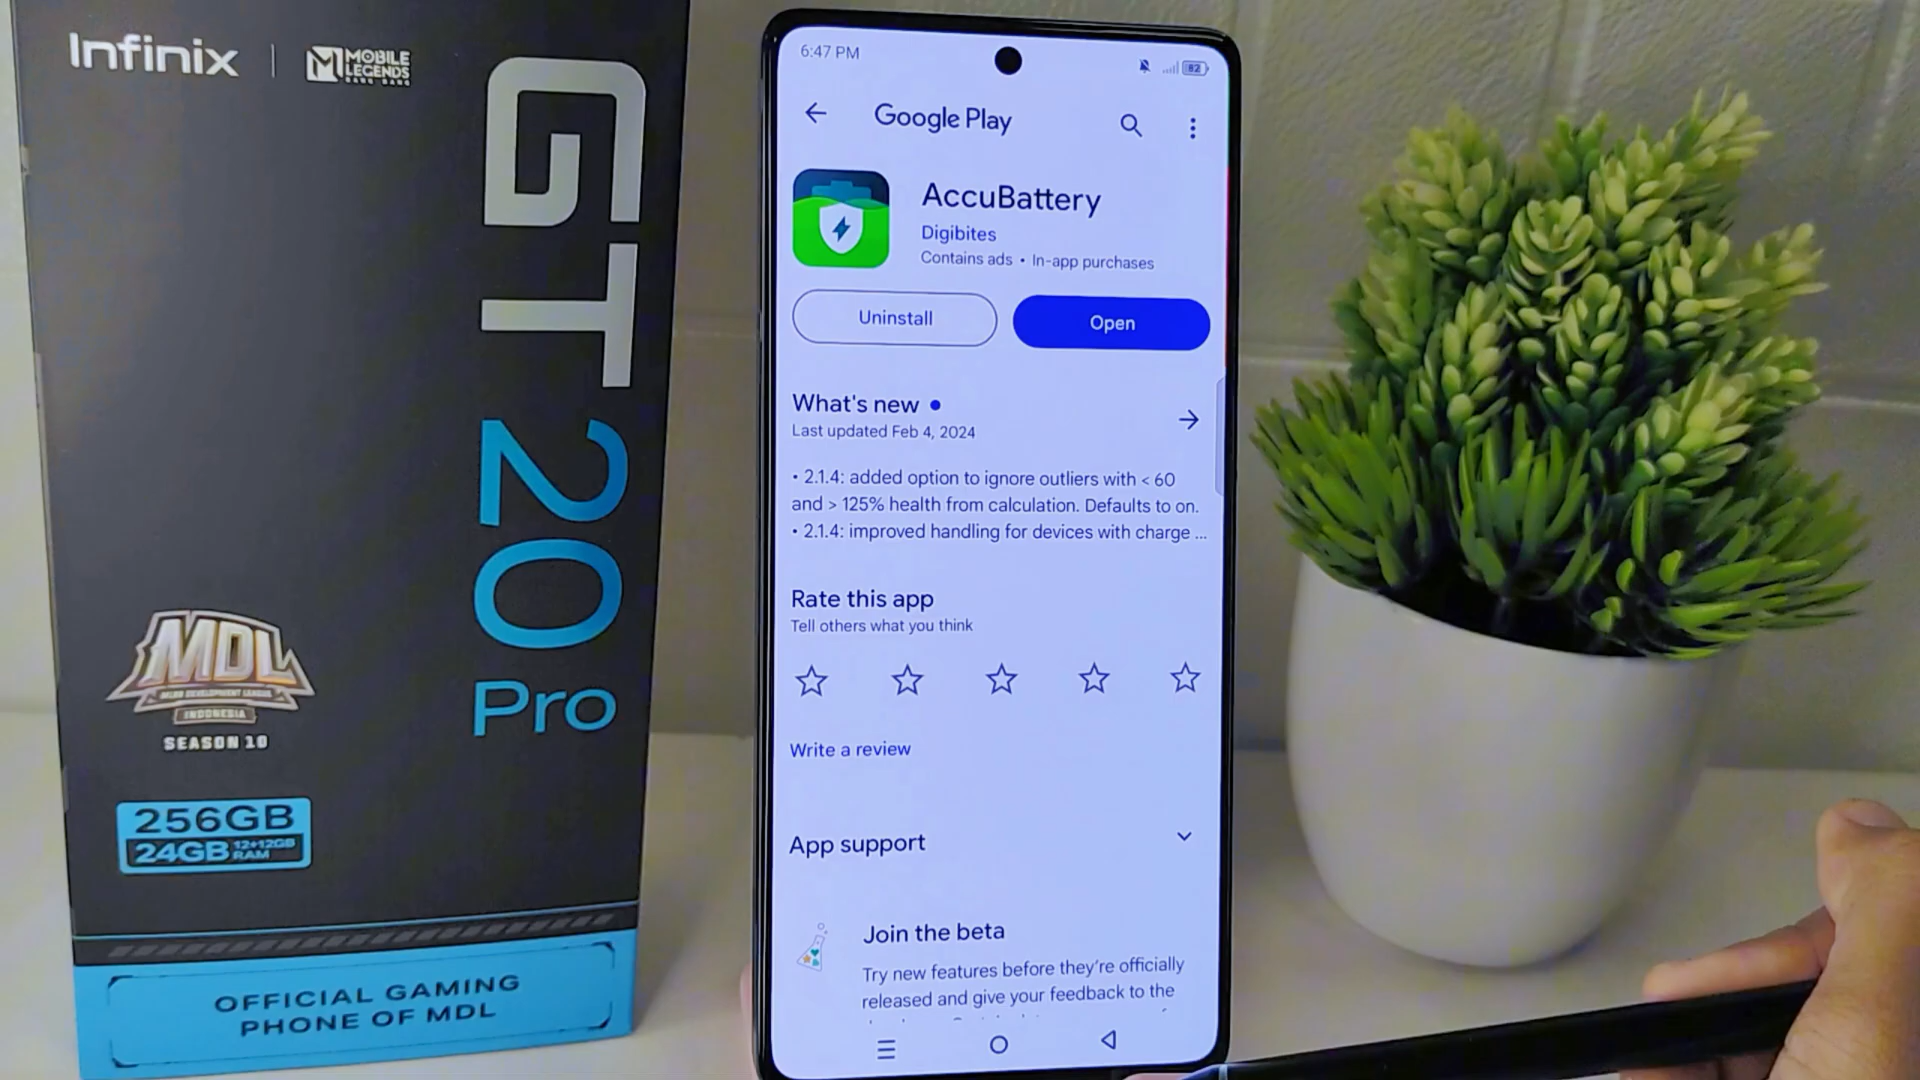 Infinix
MOBILE
LEGENDS
BANG BANG
GT 20
Pro
MDL
MLBB DEVELOPMENT LEAGUE
INDONESIA
SEASON 10
256GB
24GB 12+12GB
RAM
OFFICIAL GAMING
PHONE OF MDL
6:47 PM
82
Google Play
AccuBattery
Digibites
Contains ads • In-app purchases
Uninstall
Open
What's new •
Last updated Feb 4, 2024
• 2.1.4: added option to ignore outliers with < 60
and > 125% health from calculation. Defaults to on.
• 2.1.4: improved handling for devices with charge ...
Rate this app
Tell others what you think
Write a review
App support
Join the beta
Try new features before they're officially
released and give your feedback to the